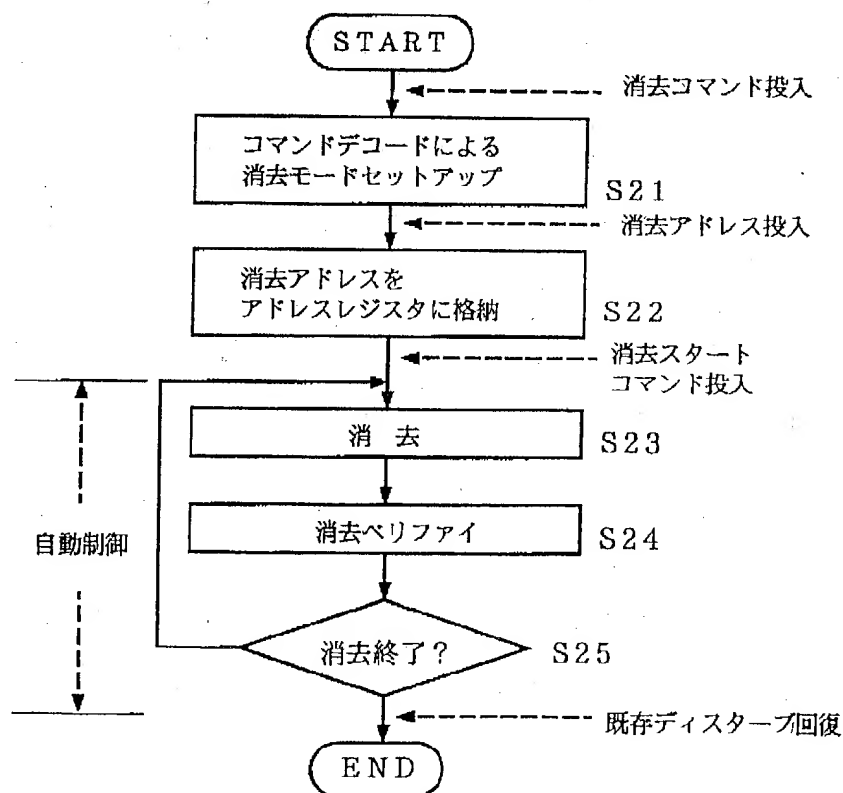 START
消去コマンド投入
コマンドデコードによる
消去モードセットアップ
S21
消去アドレス投入
消去アドレスを
アドレスレジスタに格納
S22
消去スタート
コマンド投入
消 去
S23
消去ベリファイ
S24
自動制御
消去終了?
S25
既存ディスターブ回復
END